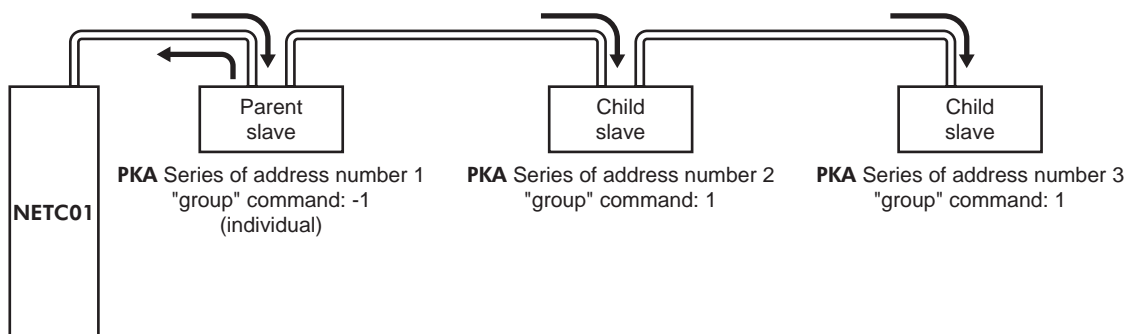 Parent
slave
Child
slave
Child
slave
PKA Series of address number 1
"group" command: -1
(individual)
PKA Series of address number 2
"group" command: 1
PKA Series of address number 3
"group" command: 1
NETC01